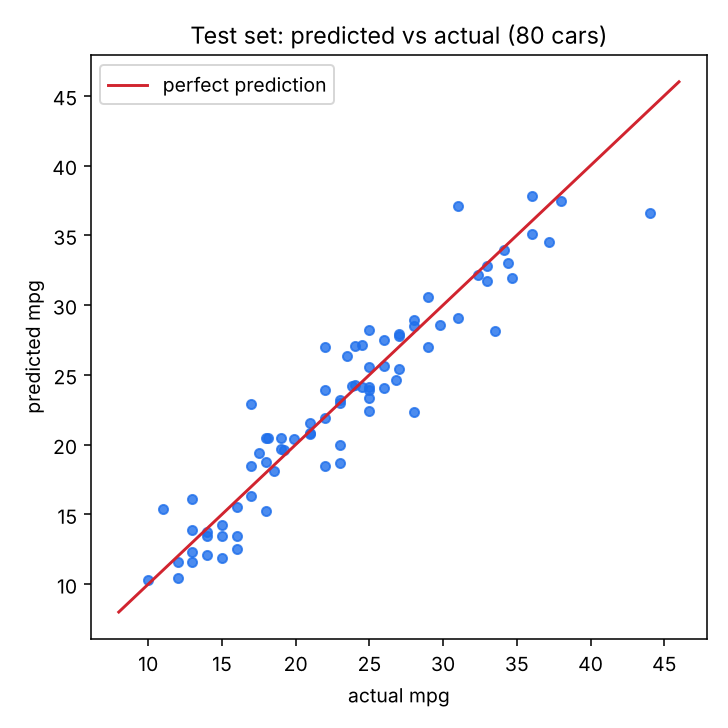 Test set: predicted vs actual (80 cars)
perfect prediction
45
40
35
30
25
20
15
10
predicted mpg
10 15 20 25 30 35 40 45
actual mpg